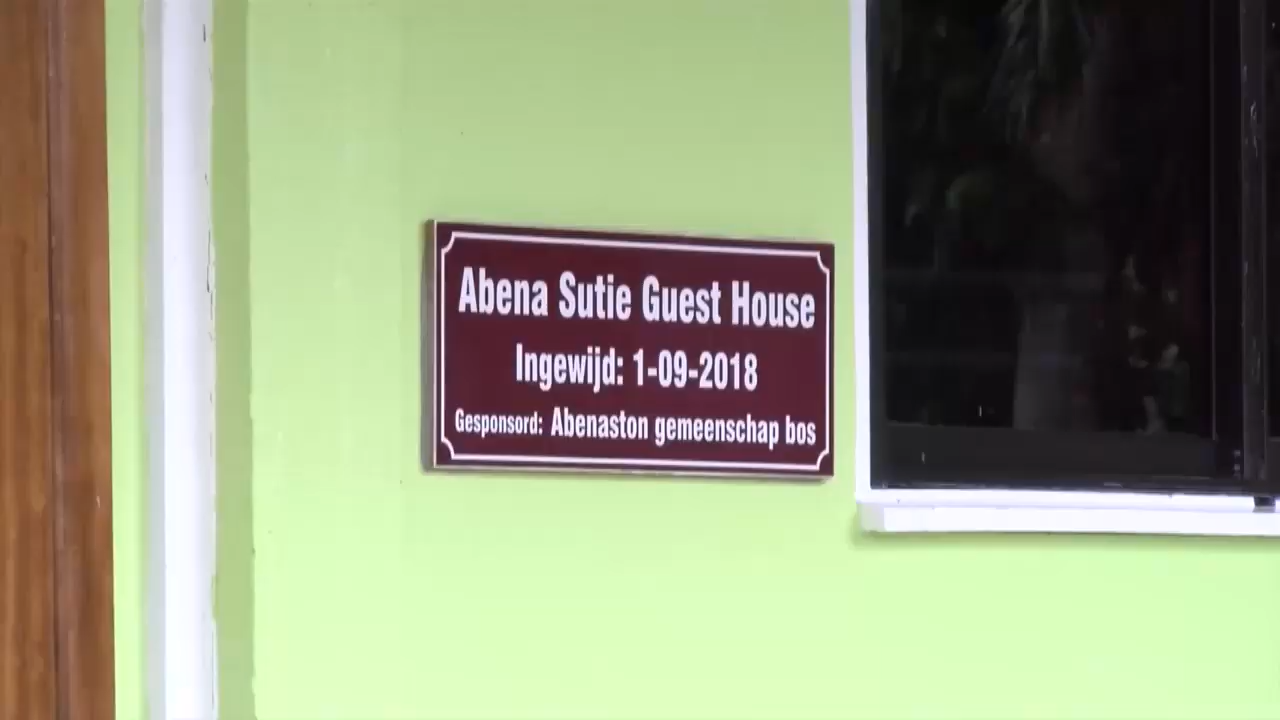 Abena Sutie Guest House
Ingewijd: 1-09-2018
Gesponsord: Abenaston gemeenschap bos